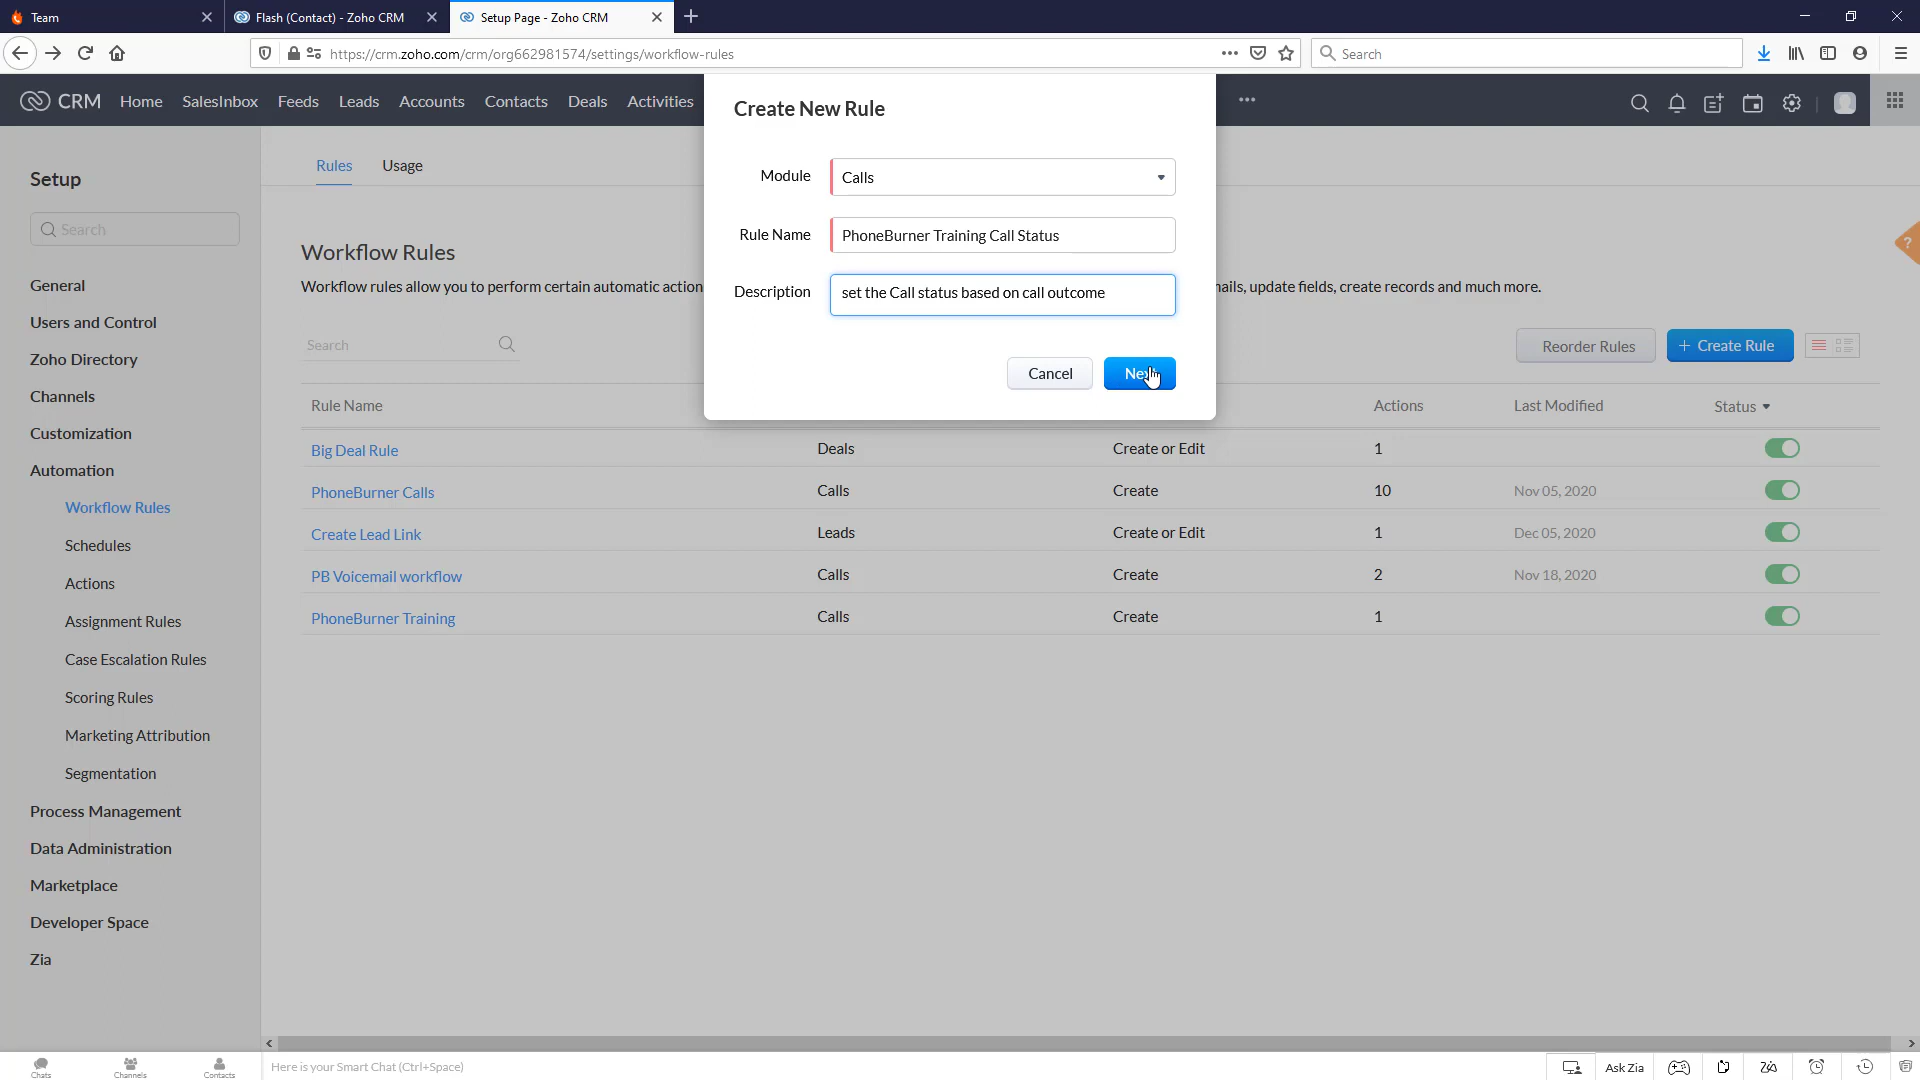 Team
Flash (Contact) - Zoho CRM
Setup Page - Zoho CRM
https://crm.zoho.com/crm/org662981574/settings/workflow-rules
Search
CRM
Home
SalesInbox
Feeds
Leads
Accounts
Contacts
Deals
Activities
Create New Rule
Module
Calls
Rule Name
PhoneBurner Training Call Status
Description
set the Call status based on call outcome
Cancel
Setup
Search
General
Users and Control
Zoho Directory
Channels
Customization
Automation
Workflow Rules
Schedules
Actions
Assignment Rules
Case Escalation Rules
Scoring Rules
Marketing Attribution
Segmentation
Process Management
Data Administration
Marketplace
Developer Space
Zia
Rules
Usage
Workflow Rules
Workflow rules allow you to perform certain automatic action
update fields, create records and much more.
Search
Reorder Rules
+ Create Rule
Rule Name
Actions
Last Modified
Status
Big Deal Rule
Deals
Create or Edit
1
PhoneBurner Calls
Calls
Create
10
Nov 05, 2020
Create Lead Link
Leads
Create or Edit
1
Dec 05, 2020
PB Voicemail workflow
Calls
Create
2
Nov 18, 2020
PhoneBurner Training
Calls
Create
1
?
Chats
Channels
Contacts
Here is your Smart Chat (Ctrl+Space)
Ask Zia